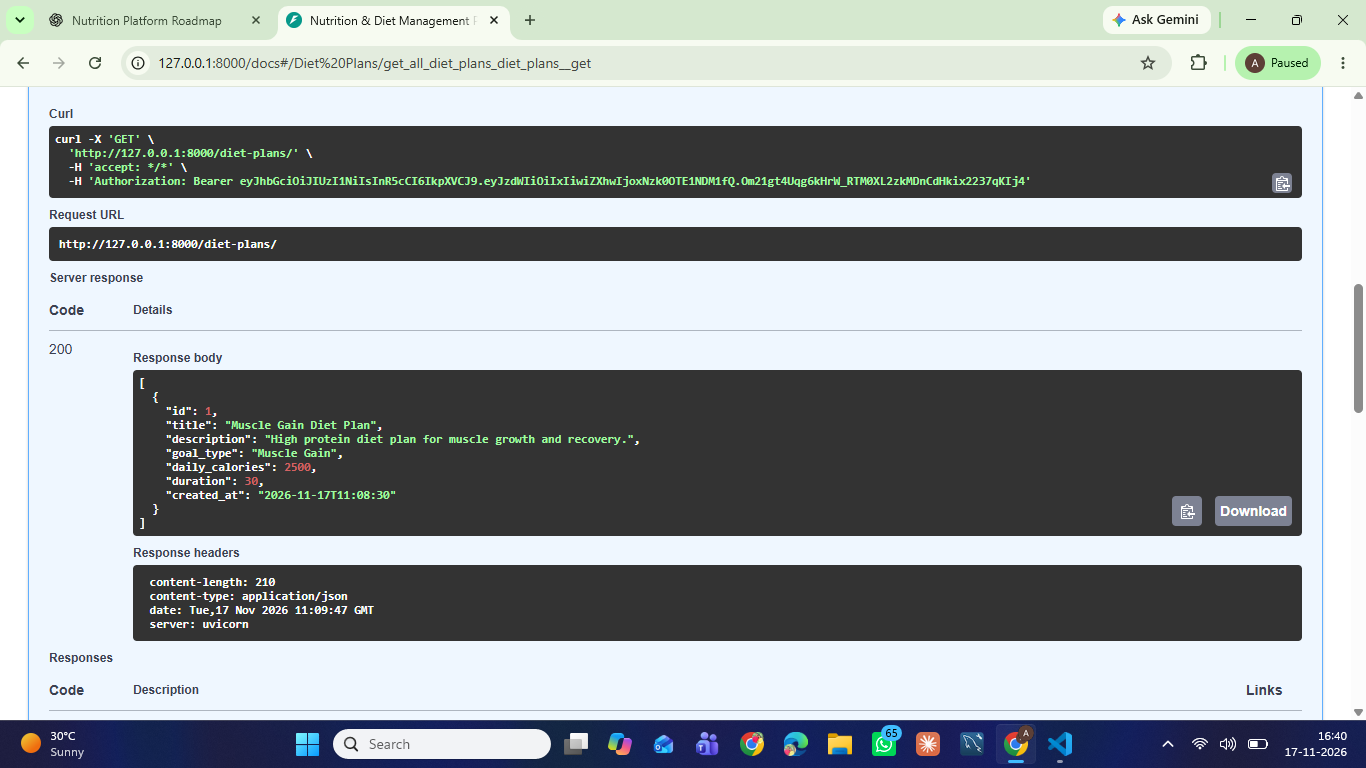 Nutrition Platform Roadmap
Nutrition & Diet Management
Ask Gemini
127.0.0.1:8000/docs#/Diet%20Plans/get_all_diet_plans_diet_plans__get
A
Paused
Curl
curl -X 'GET' \
'http://127.0.0.1:8000/diet-plans/' \
-H 'accept: */*' \
-H 'Authorization: Bearer eyJhbGciOiJIUzI1NiIsInR5cCI6IkpXVCJ9.eyJzdWIiOiIxIiwiZXhwIjoxNzk0OTE1NDM1fQ.Om21gt4Uqg6kHrW_RTM0XL2zkMDnCdHkix2237qKIj4'
Request URL
http://127.0.0.1:8000/diet-plans/
Server response
Code
Details
200
Response body
[
{
"id": 1,
"title": "Muscle Gain Diet Plan",
"description": "High protein diet plan for muscle growth and recovery.",
"goal_type": "Muscle Gain",
"daily_calories": 2500,
"duration": 30,
"created_at": "2026-11-17T11:08:30"
}
]
Download
Response headers
content-length: 210
content-type: application/json
date: Tue,17 Nov 2026 11:09:47 GMT
server: uvicorn
Responses
Code
Description
Links
30°C
Sunny
Search
65
A
16:40
17-11-2026